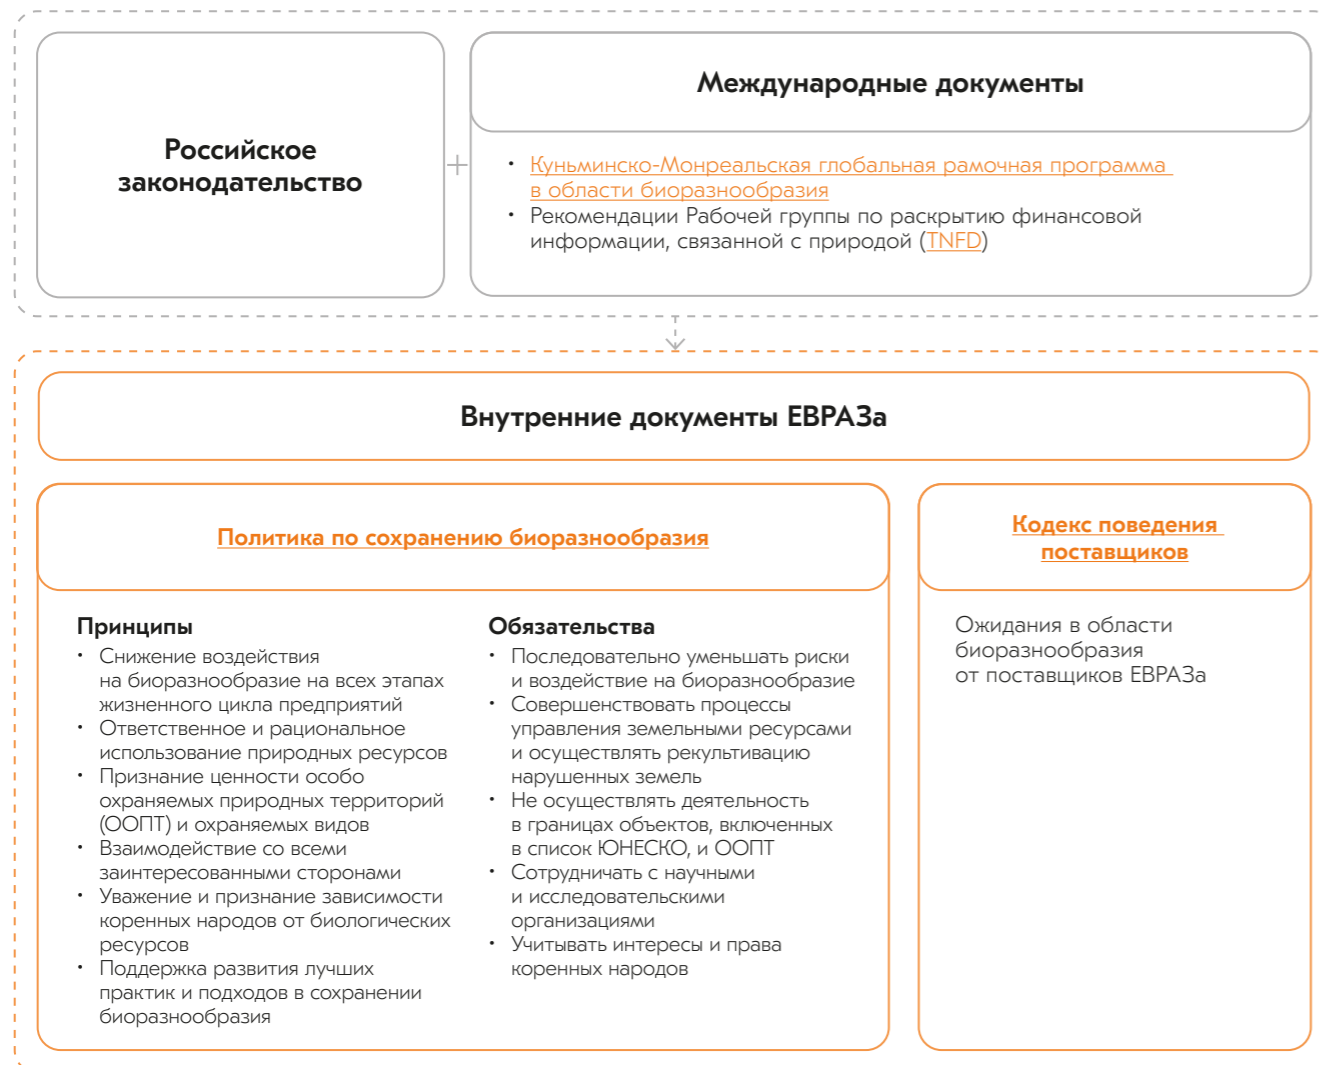 Российское
законодательство
+
Международные документы
• Куньминско-Монреальская глобальная рамочная программа
в области биоразнообразия
• Рекомендации Рабочей группы по раскрытию финансовой
информации, связанной с природой (TNFD)
Внутренние документы ЕВРАЗа
Политика по сохранению биоразнообразия
Принципы
• Снижение воздействия
на биоразнообразие на всех этапах
жизненного цикла предприятий
• Ответственное и рациональное
использование природных ресурсов
• Признание ценности особо
охраняемых природных территорий
(ООПТ) и охраняемых видов
• Взаимодействие со всеми
заинтересованными сторонами
• Уважение и признание зависимости
коренных народов от биологических
ресурсов
• Поддержка развития лучших
практик и подходов в сохранении
биоразнообразия
Обязательства
• Последовательно уменьшать риски
и воздействие на биоразнообразие
• Совершенствовать процессы
управления земельными ресурсами
и осуществлять рекультивацию
нарушенных земель
• Не осуществлять деятельность
в границах объектов, включенных
в список ЮНЕСКО, и ООПТ
• Сотрудничать с научными
и исследовательскими
организациями
• Учитывать интересы и права
коренных народов
Кодекс поведения
поставщиков
Ожидания в области
биоразнообразия
от поставщиков ЕВРАЗа